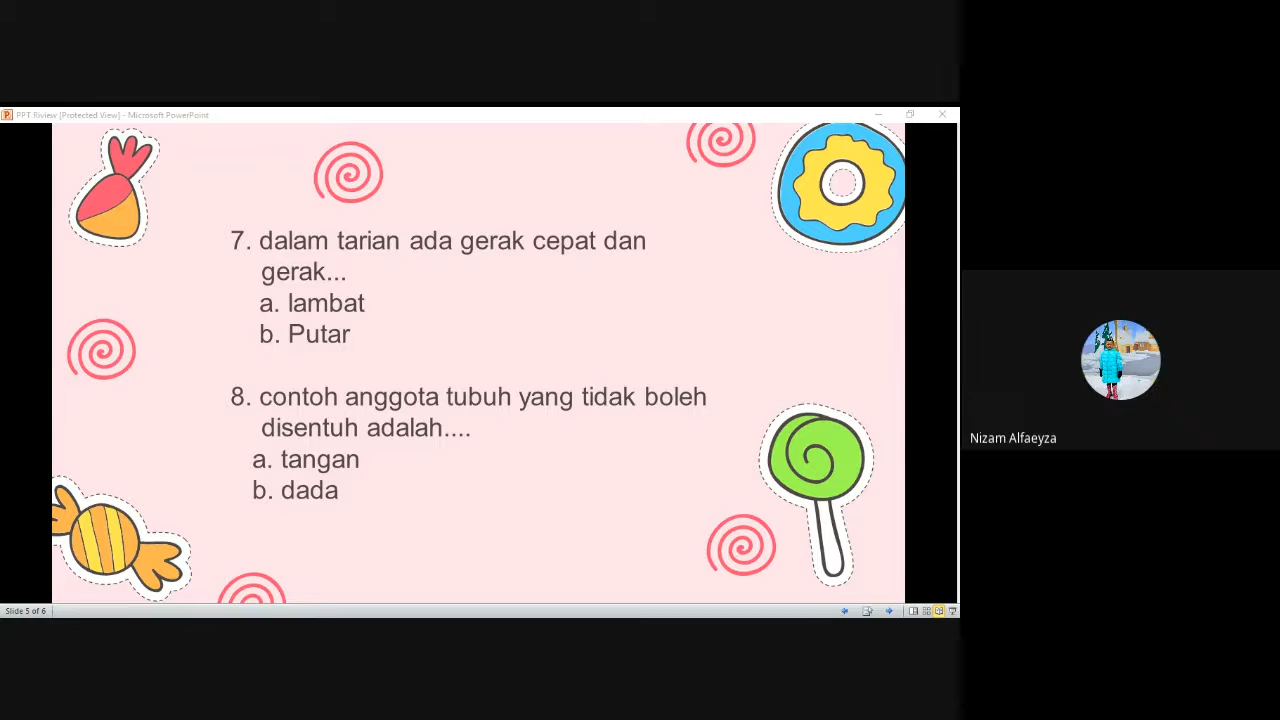 PPT Riview [Protected View] - Microsoft PowerPoint
7. dalam tarian ada gerak cepat dan
gerak...
a. lambat
b. Putar
8. contoh anggota tubuh yang tidak boleh
disentuh adalah....
a. tangan
b. dada
Nizam Alfaeyza
Slide 5 of 6